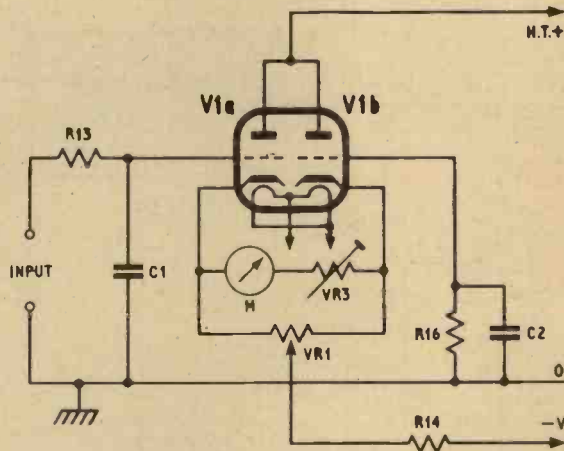 H.T.+
V1a
V1b
R13
INPUT
C1
M
VR3
VR1
R16
C2
0
R14
-V